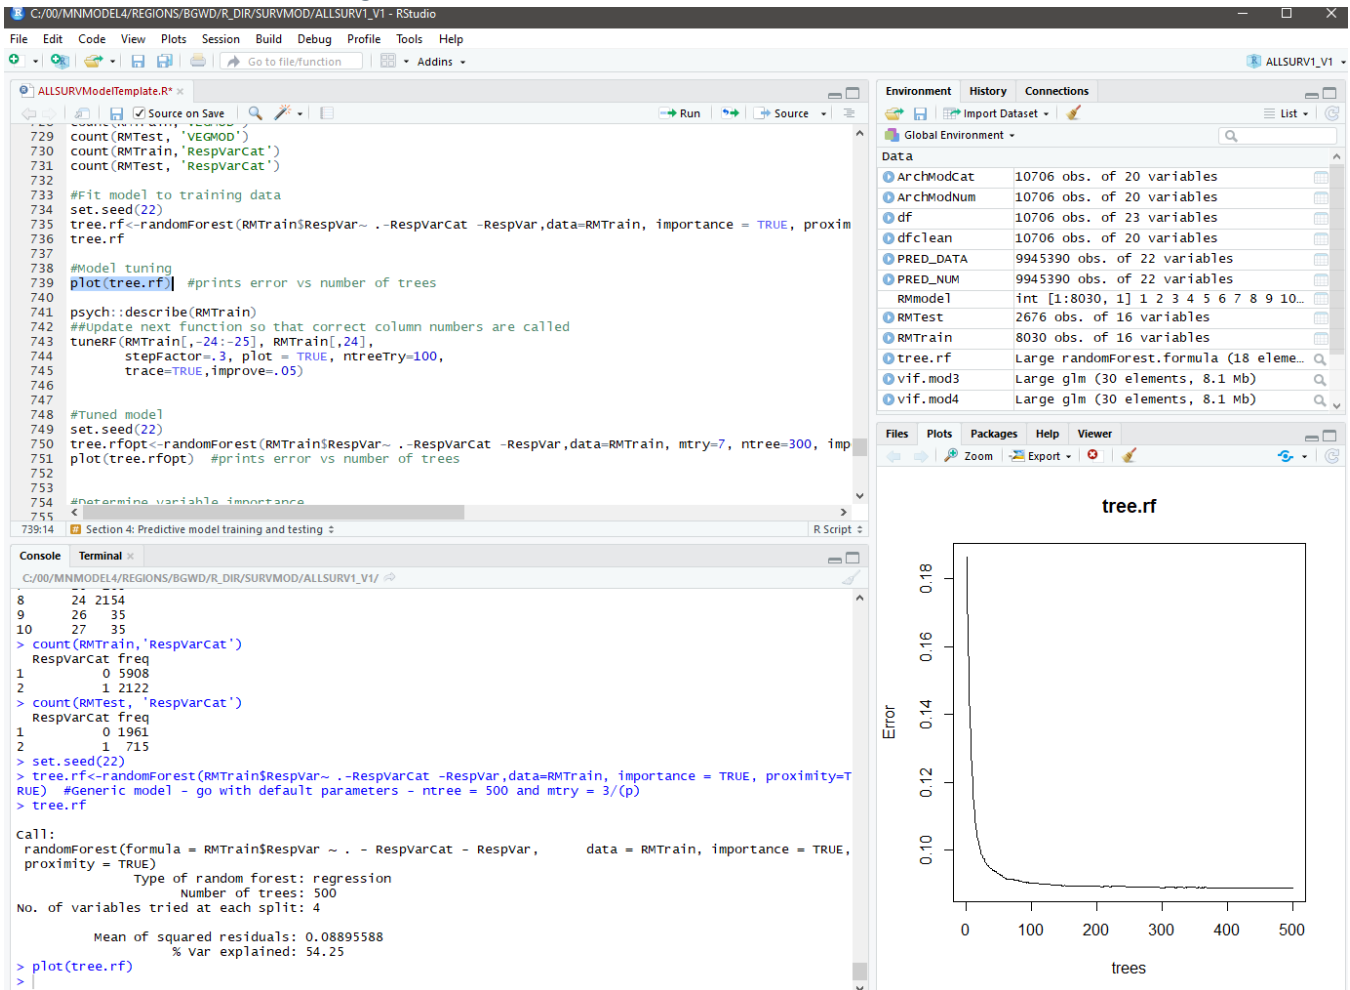 C:/00/MNMODEL4/REGIONS/BGWD/R_DIR/SURVMOD/ALLSURV1_V1 - RStudio
File Edit Code View Plots Session Build Debug Profile Tools Help
Go to file/function Addins ALLSURV1_V1
ALLSURVModelTemplate.R*
Source on Save Run Source
729 count(RMTest, 'VEGMOD')
730 count(RMTrain,'RespVarCat')
731 count(RMTest, 'RespVarCat')
732
733 #Fit model to training data
734 set.seed(22)
735 tree.rf<-randomForest(RMTrain$RespVar~ .-RespVarCat -RespVar,data=RMTrain, importance = TRUE, proxim
736 tree.rf
737
738 #Model tuning
739 plot(tree.rf) #prints error vs number of trees
740
741 psych::describe(RMTrain)
742 ##Update next function so that correct column numbers are called
743 tuneRF(RMTrain[,-24:-25], RMTrain[,24],
744 stepFactor=.3, plot = TRUE, ntreeTry=100,
745 trace=TRUE,improve=.05)
746
747
748 #Tuned model
749 set.seed(22)
750 tree.rfOpt<-randomForest(RMTrain$RespVar~ .-RespVarCat -RespVar,data=RMTrain, mtry=7, ntree=300, imp
751 plot(tree.rfOpt) #prints error vs number of trees
752
753
754 #Determine variable importance
755
739:14 # Section 4: Predictive model training and testing R Script
Console Terminal
C:/00/MNMODEL4/REGIONS/BGWD/R_DIR/SURVMOD/ALLSURV1_V1/
8 24 2154
9 26 35
10 27 35
> count(RMTrain,'RespVarCat')
RespVarCat freq
1 0 5908
2 1 2122
> count(RMTest, 'RespVarCat')
RespVarCat freq
1 0 1961
2 1 715
> set.seed(22)
> tree.rf<-randomForest(RMTrain$RespVar~ .-RespVarCat -RespVar,data=RMTrain, importance = TRUE, proximity=T
RUE) #Generic model - go with default parameters - ntree = 500 and mtry = 3/(p)
> tree.rf
Call:
randomForest(formula = RMTrain$RespVar ~ . - RespVarCat - RespVar, data = RMTrain, importance = TRUE,
proximity = TRUE)
Type of random forest: regression
Number of trees: 500
No. of variables tried at each split: 4
Mean of squared residuals: 0.08895588
% Var explained: 54.25
> plot(tree.rf)
>
Environment History Connections
Import Dataset List
Global Environment
Data
ArchModCat 10706 obs. of 20 variables
ArchModNum 10706 obs. of 20 variables
df 10706 obs. of 23 variables
dfclean 10706 obs. of 20 variables
PRED_DATA 9945390 obs. of 22 variables
PRED_NUM 9945390 obs. of 22 variables
RMmodel int [1:8030, 1] 1 2 3 4 5 6 7 8 9 10...
RMTest 2676 obs. of 16 variables
RMTrain 8030 obs. of 16 variables
tree.rf Large randomForest.formula (18 eleme...
vif.mod3 Large glm (30 elements, 8.1 Mb)
vif.mod4 Large glm (30 elements, 8.1 Mb)
Files Plots Packages Help Viewer
Zoom Export
tree.rf
Error
0.18
0.16
0.14
0.12
0.10
0 100 200 300 400 500
trees